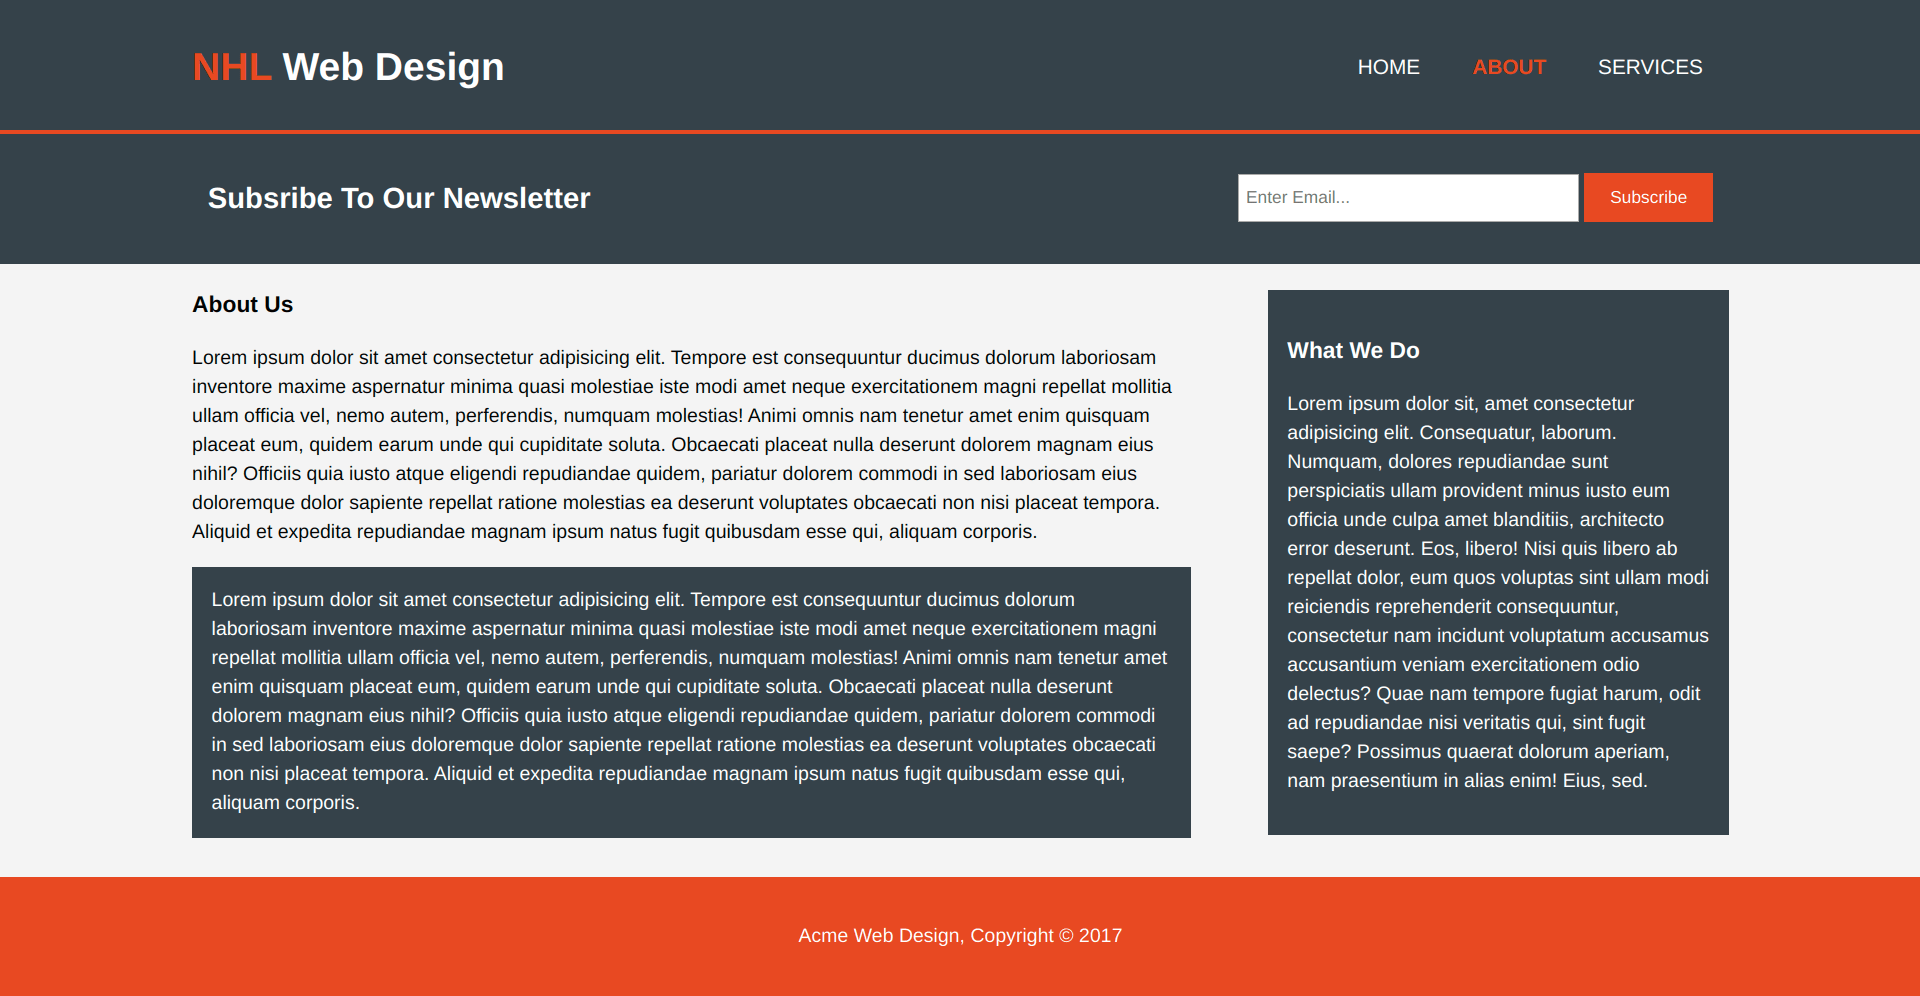 NHL Web Design
HOME ABOUT SERVICES
Subsribe To Our Newsletter
Enter Email... Subscribe
About Us
Lorem ipsum dolor sit amet consectetur adipisicing elit. Tempore est consequuntur ducimus dolorum laboriosam
inventore maxime aspernatur minima quasi molestiae iste modi amet neque exercitationem magni repellat mollitia
ullam officia vel, nemo autem, perferendis, numquam molestias! Animi omnis nam tenetur amet enim quisquam
placeat eum, quidem earum unde qui cupiditate soluta. Obcaecati placeat nulla deserunt dolorem magnam eius
nihil? Officiis quia iusto atque eligendi repudiandae quidem, pariatur dolorem commodi in sed laboriosam eius
doloremque dolor sapiente repellat ratione molestias ea deserunt voluptates obcaecati non nisi placeat tempora.
Aliquid et expedita repudiandae magnam ipsum natus fugit quibusdam esse qui, aliquam corporis.
Lorem ipsum dolor sit amet consectetur adipisicing elit. Tempore est consequuntur ducimus dolorum
laboriosam inventore maxime aspernatur minima quasi molestiae iste modi amet neque exercitationem magni
repellat mollitia ullam officia vel, nemo autem, perferendis, numquam molestias! Animi omnis nam tenetur amet
enim quisquam placeat eum, quidem earum unde qui cupiditate soluta. Obcaecati placeat nulla deserunt
dolorem magnam eius nihil? Officiis quia iusto atque eligendi repudiandae quidem, pariatur dolorem commodi
in sed laboriosam eius doloremque dolor sapiente repellat ratione molestias ea deserunt voluptates obcaecati
non nisi placeat tempora. Aliquid et expedita repudiandae magnam ipsum natus fugit quibusdam esse qui,
aliquam corporis.
What We Do
Lorem ipsum dolor sit, amet consectetur
adipisicing elit. Consequatur, laborum.
Numquam, dolores repudiandae sunt
perspiciatis ullam provident minus iusto eum
officia unde culpa amet blanditiis, architecto
error deserunt. Eos, libero! Nisi quis libero ab
repellat dolor, eum quos voluptas sint ullam modi
reiciendis reprehenderit consequuntur,
consectetur nam incidunt voluptatum accusamus
accusantium veniam exercitationem odio
delectus? Quae nam tempore fugiat harum, odit
ad repudiandae nisi veritatis qui, sint fugit
saepe? Possimus quaerat dolorum aperiam,
nam praesentium in alias enim! Eius, sed.
Acme Web Design, Copyright © 2017